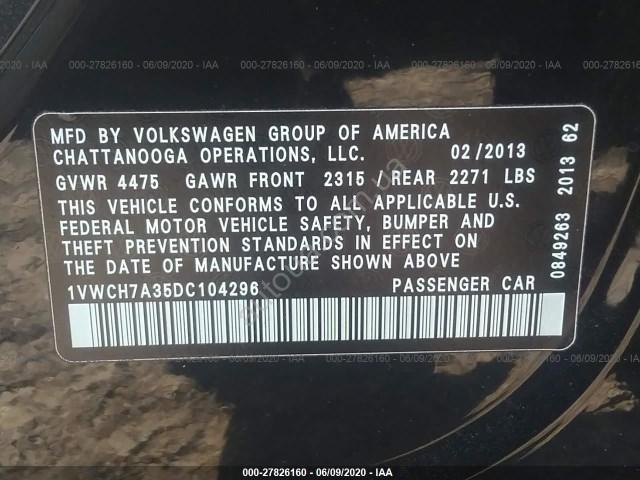 000-27826160 - 06/09/2020 - IAA
MFD BY VOLKSWAGEN GROUP OF AMERICA
CHATTANOOGA OPERATIONS, LLC. 02/2013
GVWR 4475 GAWR FRONT 2315 REAR 2271 LBS
THIS VEHICLE CONFORMS TO ALL APPLICABLE U.S.
FEDERAL MOTOR VEHICLE SAFETY, BUMPER AND
THEFT PREVENTION STANDARDS IN EFFECT ON
THE DATE OF MANUFACTURE SHOWN ABOVE
1VWCH7A35DC104296 PASSENGER CAR
0849263 2013 62
000-27826160 - 06/09/2020 - IAA
000-27826160 - 06/09/2020 - IAA